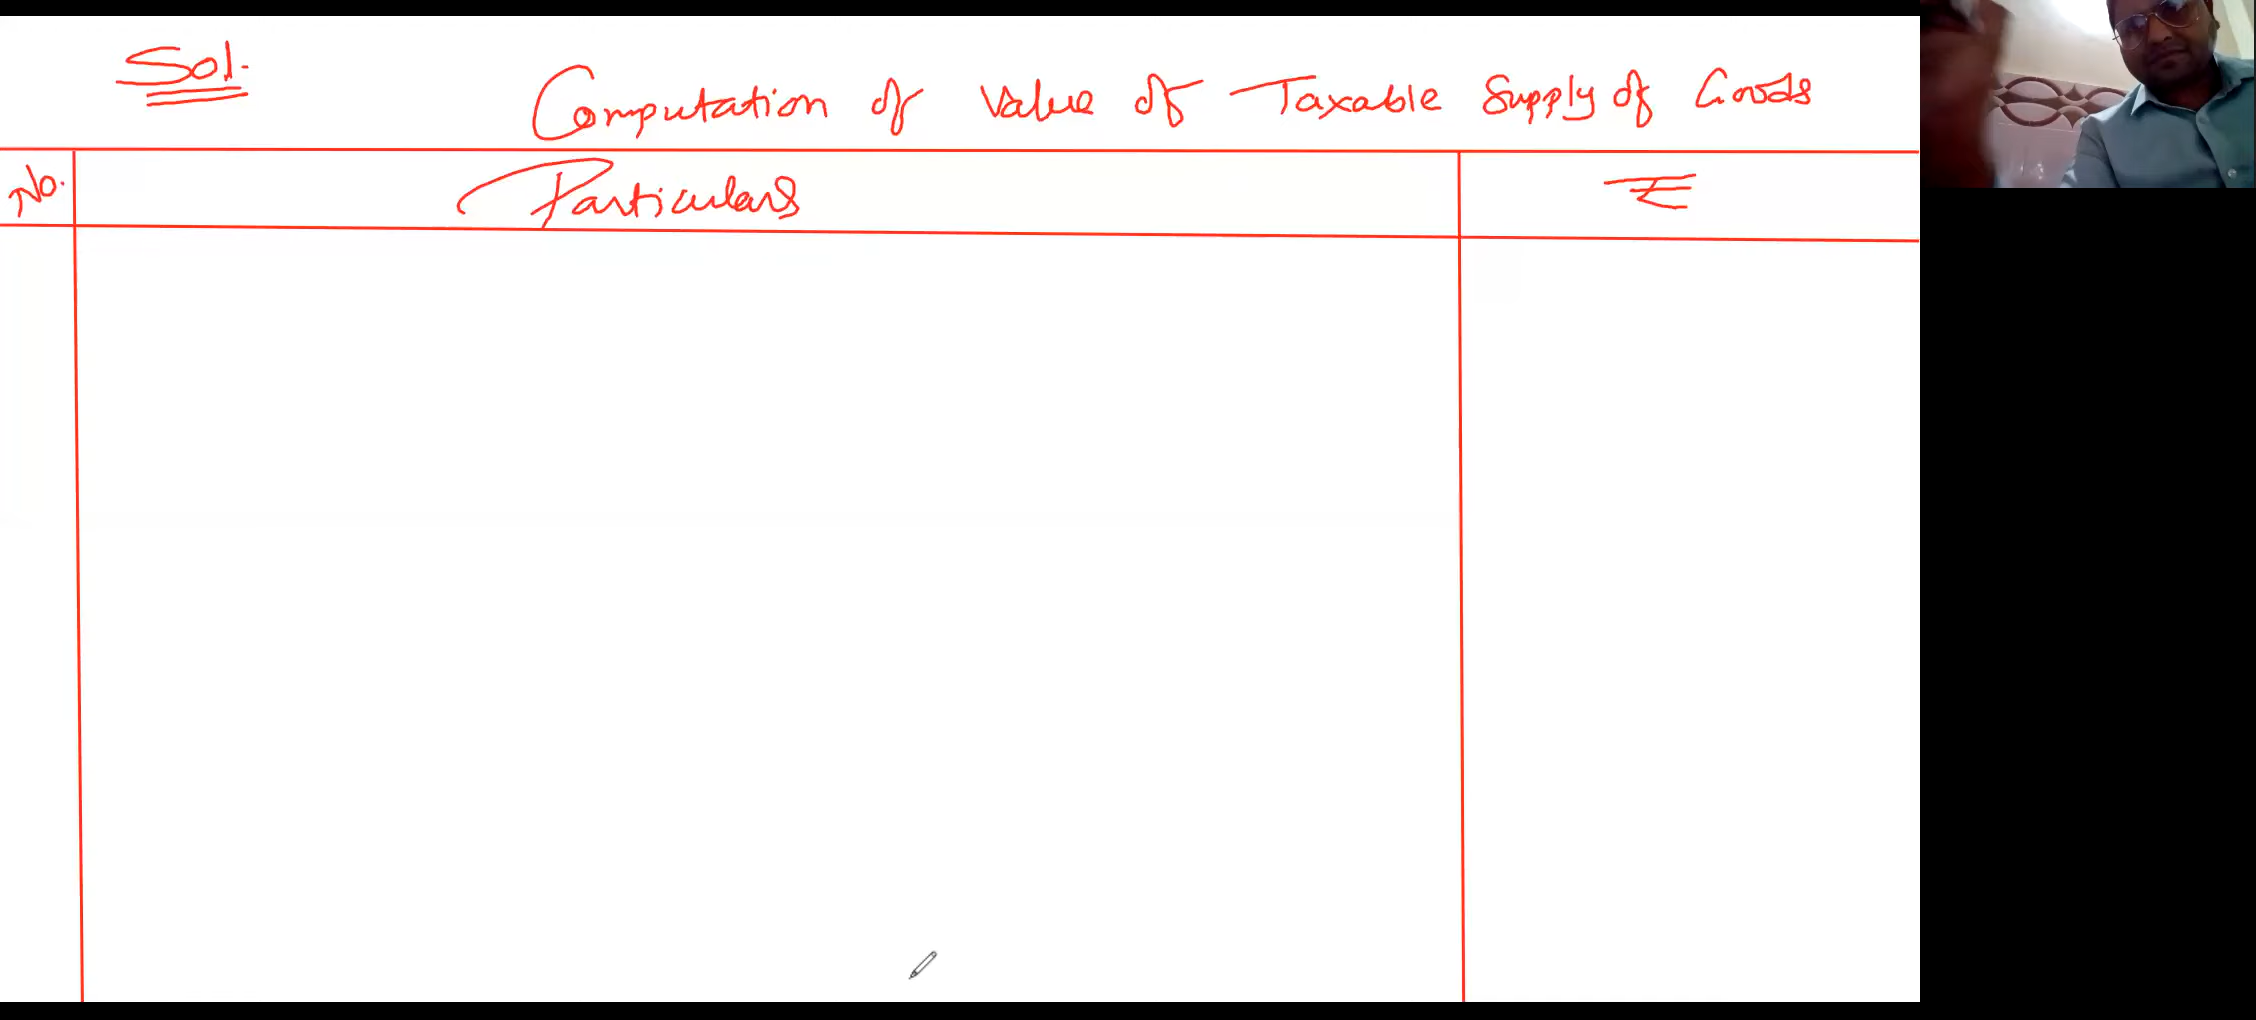 Sol.
Computation of Value of Taxable Supply of Goods
No. Particulars ₹